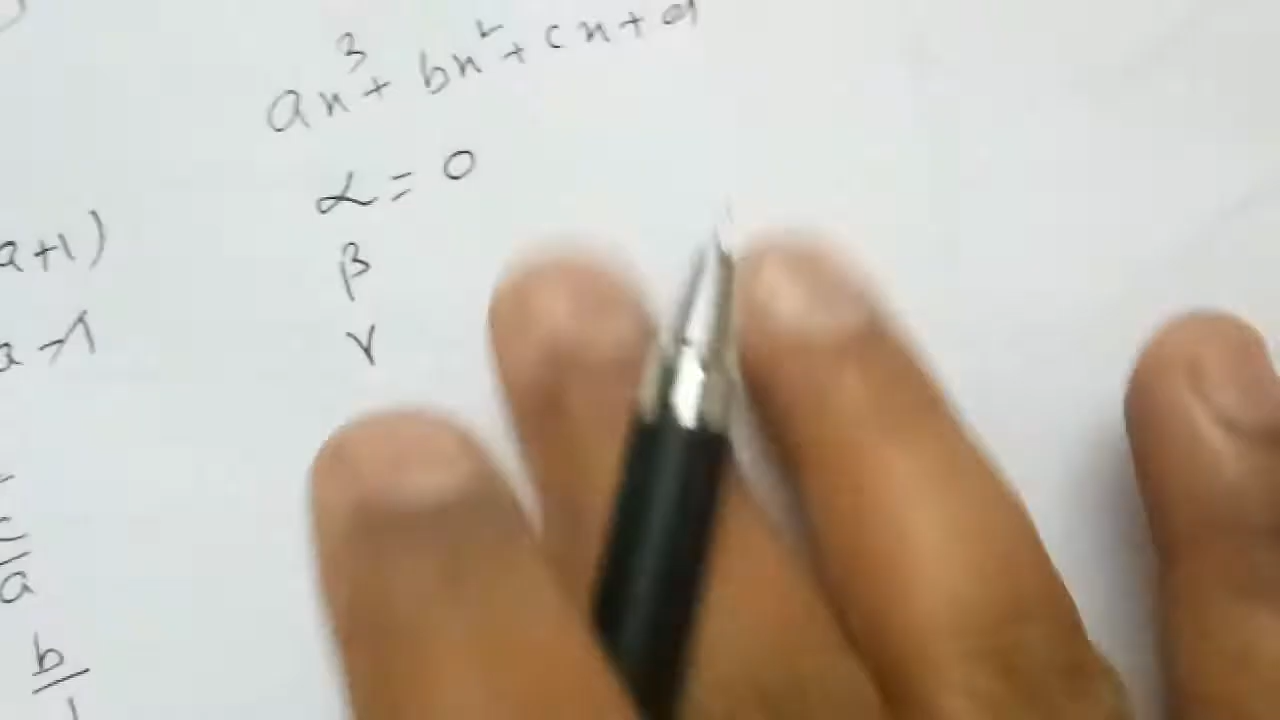 ax³ + bx² + cx + d
α = 0
β
γ
a+1)
a-1
a
b